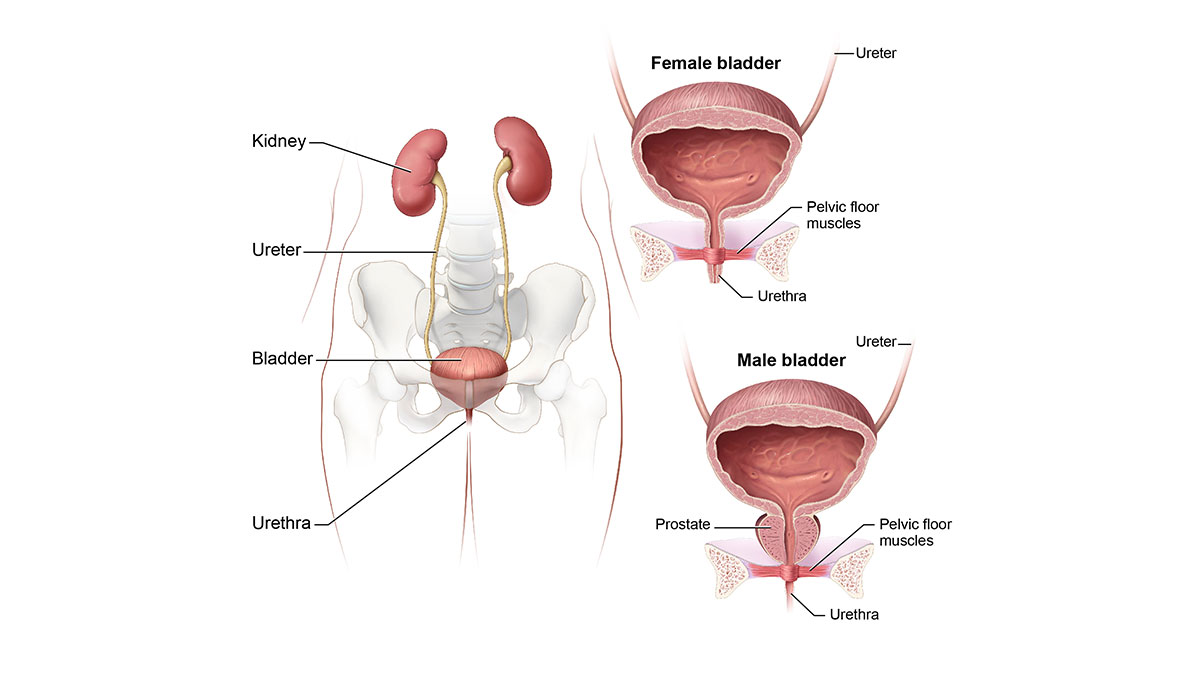 Kidney
Ureter
Bladder
Urethra
Female bladder
Ureter
Pelvic floor
muscles
Urethra
Male bladder
Ureter
Prostate
Pelvic floor
muscles
Urethra